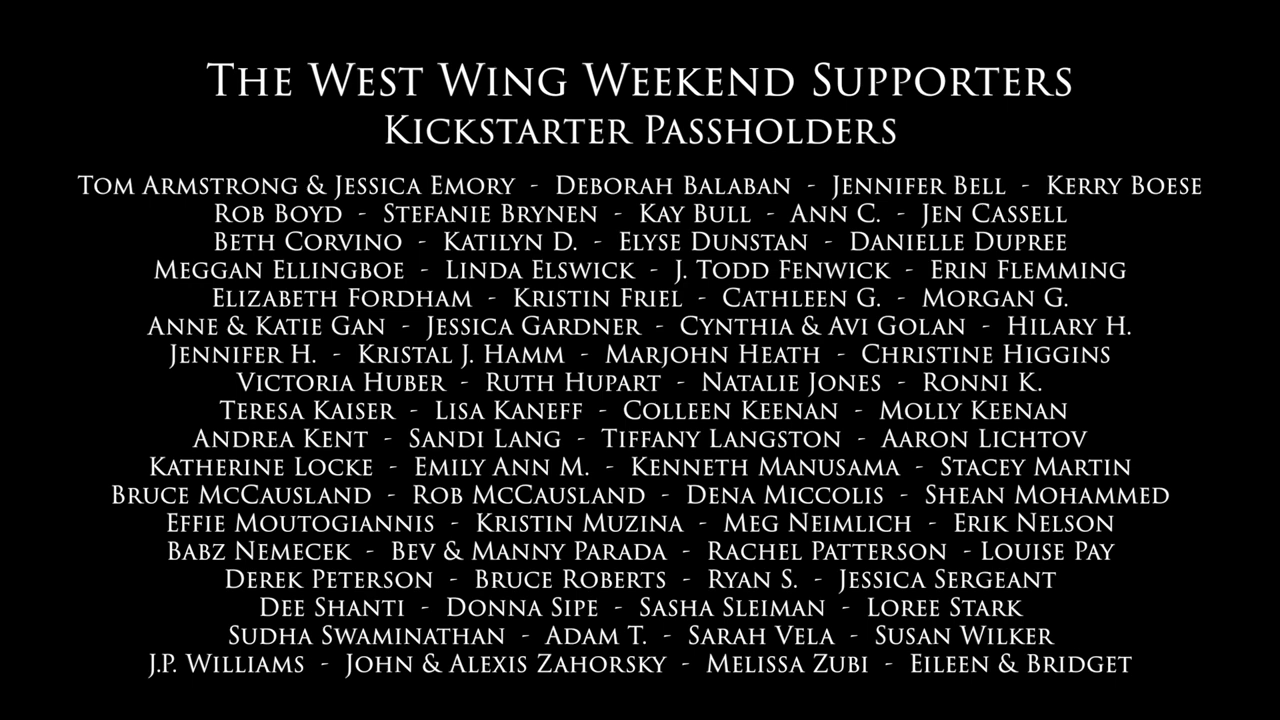 The West Wing Weekend Supporters
Kickstarter Passholders
Tom Armstrong & Jessica Emory - Deborah Balaban - Jennifer Bell - Kerry Boese
Rob Boyd - Stefanie Brynen - Kay Bull - Ann C. - Jen Cassell
Beth Corvino - Katilyn D. - Elyse Dunstan - Danielle Dupree
Meggan Ellingboe - Linda Elswick - J. Todd Fenwick - Erin Flemming
Elizabeth Fordham - Kristin Friel - Cathleen G. - Morgan G.
Anne & Katie Gan - Jessica Gardner - Cynthia & Avi Golan - Hilary H.
Jennifer H. - Kristal J. Hamm - Marjohn Heath - Christine Higgins
Victoria Huber - Ruth Hupart - Natalie Jones - Ronni K.
Teresa Kaiser - Lisa Kaneff - Colleen Keenan - Molly Keenan
Andrea Kent - Sandi Lang - Tiffany Langston - Aaron Lichtov
Katherine Locke - Emily Ann M. - Kenneth Manusama - Stacey Martin
Bruce McCausland - Rob McCausland - Dena Miccolis - Shean Mohammed
Effie Moutogiannis - Kristin Muzina - Meg Neimlich - Erik Nelson
Babz Nemecek - Bev & Manny Parada - Rachel Patterson - Louise Pay
Derek Peterson - Bruce Roberts - Ryan S. - Jessica Sergeant
Dee Shanti - Donna Sipe - Sasha Sleiman - Loree Stark
Sudha Swaminathan - Adam T. - Sarah Vela - Susan Wilker
J.P. Williams - John & Alexis Zahorsky - Melissa Zubi - Eileen & Bridget